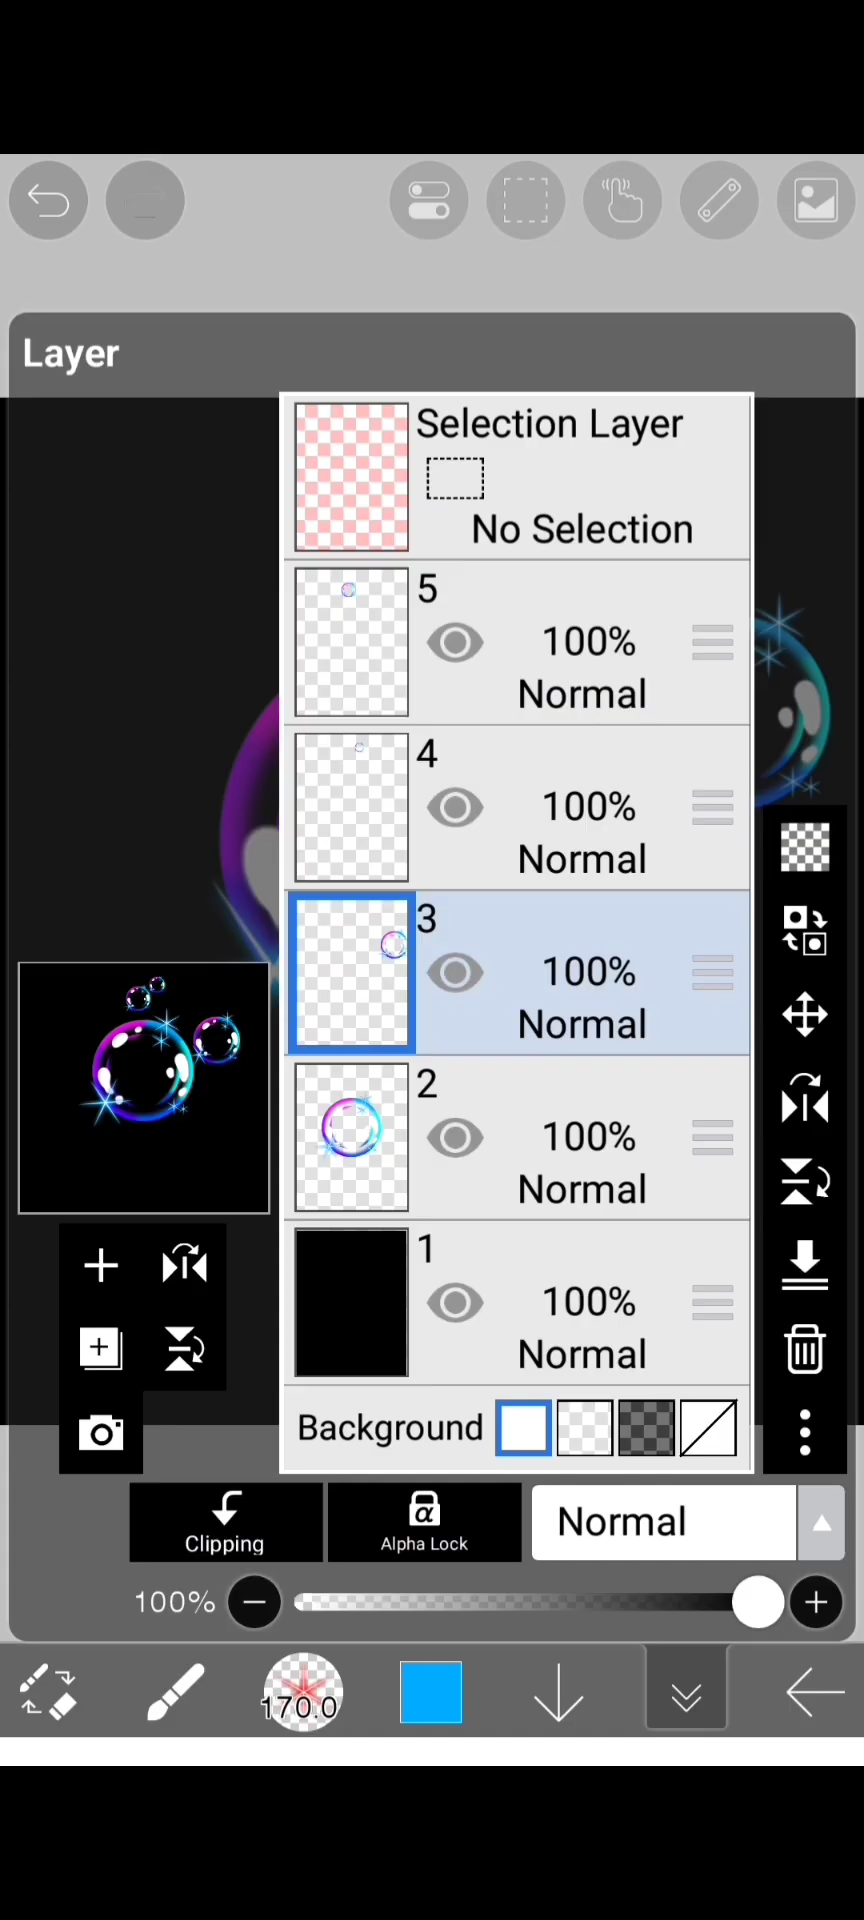 Layer
Selection Layer
No Selection
5
100%
Normal
4
100%
Normal
3
100%
Normal
2
100%
Normal
1
100%
Normal
Background
Clipping
α
Alpha Lock
Normal
100%
170.0